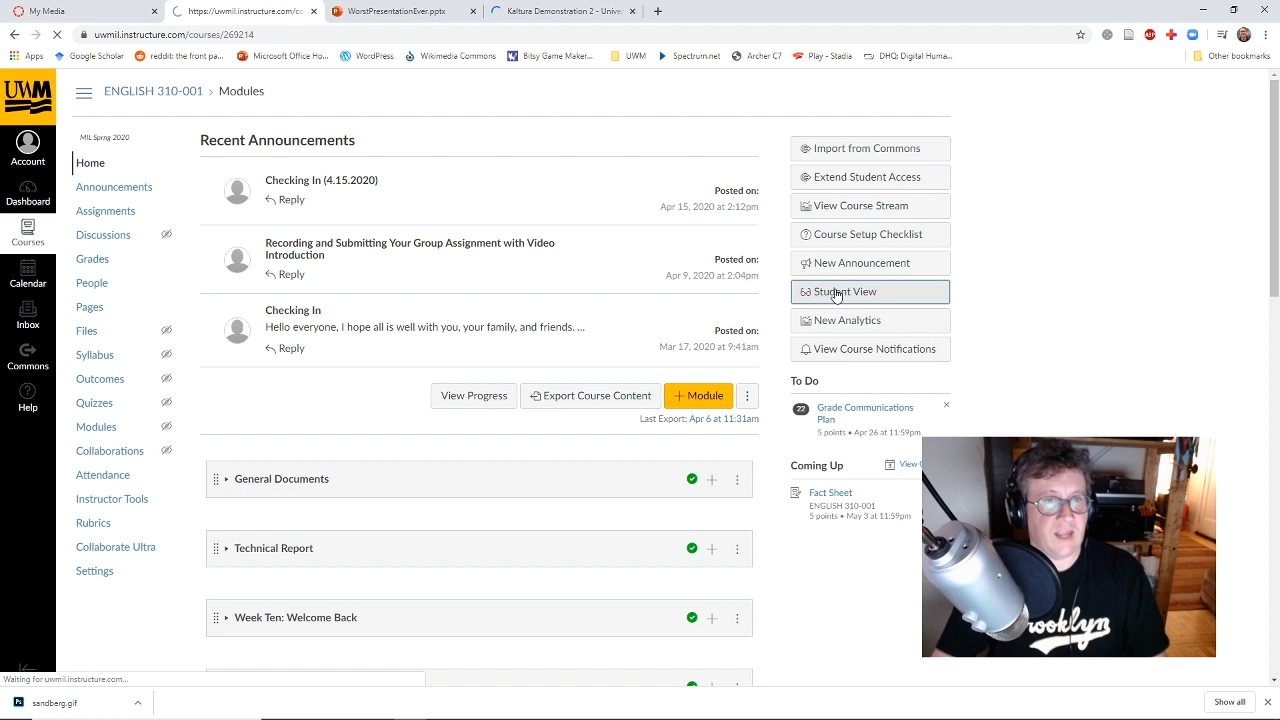 My Media
https://uwmil.instructure.com/co
WorstPresentationEver.pptx
Kaltura Demonstration 2 - Univer
uwmil.instructure.com/courses/269214
Apps
Google Scholar
reddit: the front pa...
Microsoft Office Ho...
WordPress
Wikimedia Commons
Bitsy Game Maker...
UWM
Spectrum.net
Archer C7
Play - Stadia
DHQ: Digital Human...
Other bookmarks
UWM
ENGLISH 310-001 > Modules
Account
Dashboard
Courses
Calendar
Inbox
Commons
Help
MIL Sprng 2020
Home
Announcements
Assignments
Discussions
Grades
People
Pages
Files
Syllabus
Outcomes
Quizzes
Modules
Collaborations
Attendance
Instructor Tools
Rubrics
Collaborate Ultra
Settings
Recent Announcements
Checking In (4.15.2020)
Reply
Posted on:
Apr 15, 2020 at 2:12pm
Recording and Submitting Your Group Assignment with Video
Introduction
Reply
Posted on:
Apr 9, 2020 at 2:04pm
Checking In
Hello everyone, I hope all is well with you, your family, and friends. ...
Reply
Posted on:
Mar 17, 2020 at 9:41am
View Progress
Export Course Content
+ Module
Last Export: Apr 6 at 11:31am
General Documents
Technical Report
Week Ten: Welcome Back
Import from Commons
Extend Student Access
View Course Stream
Course Setup Checklist
New Announcement
Student View
New Analytics
View Course Notifications
To Do
22
Grade Communications
Plan
5 points • Apr 26 at 11:59pm
Coming Up
View C
Fact Sheet
ENGLISH 310-001
5 points • May 3 at 11:59pm
rooklyn
Waiting for uwmil.instructure.com...
sandberg.gif
Show all